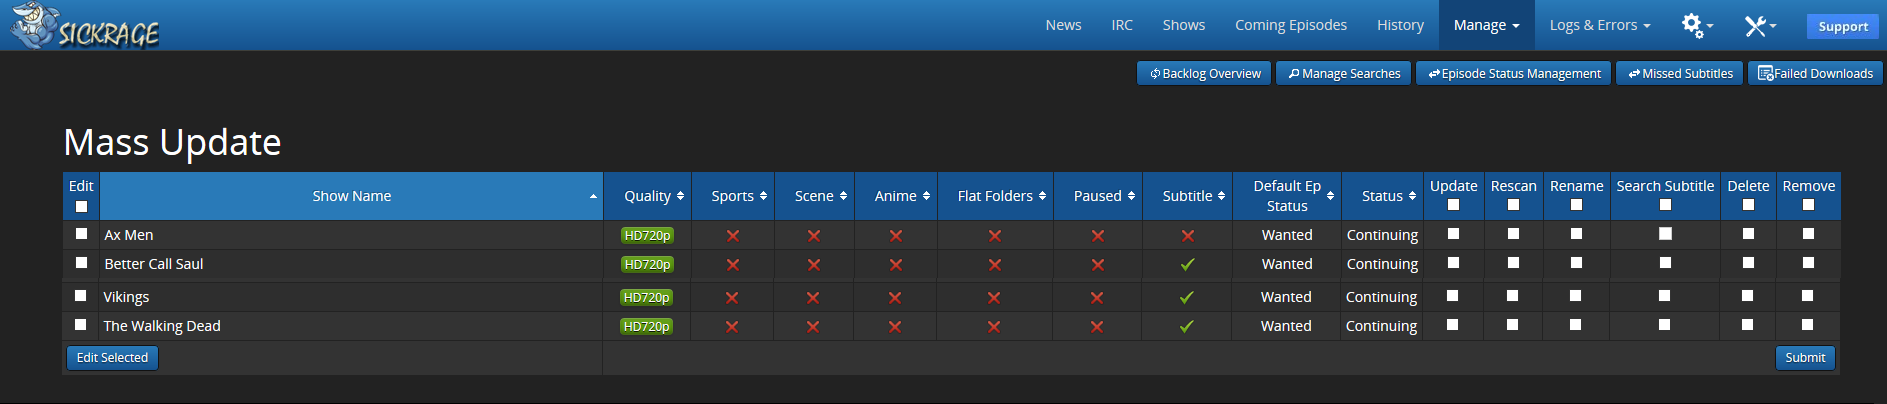 SICKRAGE
News IRC Shows Coming Episodes History Manage Logs & Errors Support
Backlog Overview Manage Searches Episode Status Management Missed Subtitles Failed Downloads
Mass Update
Edit Show Name Quality Sports Scene Anime Flat Folders Paused Subtitle Default Ep Status Status Update Rescan Rename Search Subtitle Delete Remove
Ax Men HD720p Wanted Continuing
Better Call Saul HD720p Wanted Continuing
Vikings HD720p Wanted Continuing
The Walking Dead HD720p Wanted Continuing
Edit Selected Submit